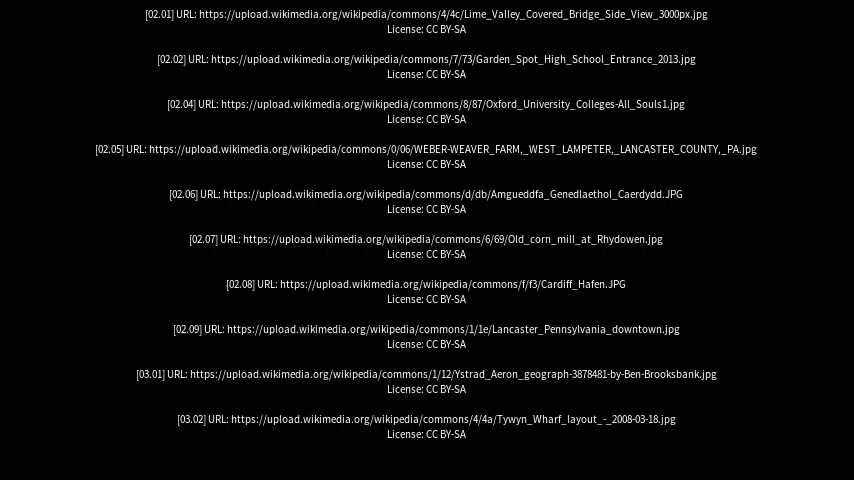 [02.01] URL: https://upload.wikimedia.org/wikipedia/commons/4/4c/Lime_Valley_Covered_Bridge_Side_View_3000px.jpg
License: CC BY-SA
[02.02] URL: https://upload.wikimedia.org/wikipedia/commons/7/73/Garden_Spot_High_School_Entrance_2013.jpg
License: CC BY-SA
[02.04] URL: https://upload.wikimedia.org/wikipedia/commons/8/87/Oxford_University_Colleges-All_Souls1.jpg
License: CC BY-SA
[02.05] URL: https://upload.wikimedia.org/wikipedia/commons/0/06/WEBER-WEAVER_FARM,_WEST_LAMPETER,_LANCASTER_COUNTY,_PA.jpg
License: CC BY-SA
[02.06] URL: https://upload.wikimedia.org/wikipedia/commons/d/db/Amgueddfa_Genedlaethol_Caerdydd.JPG
License: CC BY-SA
[02.07] URL: https://upload.wikimedia.org/wikipedia/commons/6/69/Old_corn_mill_at_Rhydowen.jpg
License: CC BY-SA
[02.08] URL: https://upload.wikimedia.org/wikipedia/commons/f/f3/Cardiff_Hafen.JPG
License: CC BY-SA
[02.09] URL: https://upload.wikimedia.org/wikipedia/commons/1/1e/Lancaster_Pennsylvania_downtown.jpg
License: CC BY-SA
[03.01] URL: https://upload.wikimedia.org/wikipedia/commons/1/12/Ystrad_Aeron_geograph-3878481-by-Ben-Brooksbank.jpg
License: CC BY-SA
[03.02] URL: https://upload.wikimedia.org/wikipedia/commons/4/4a/Tywyn_Wharf_layout_-_2008-03-18.jpg
License: CC BY-SA